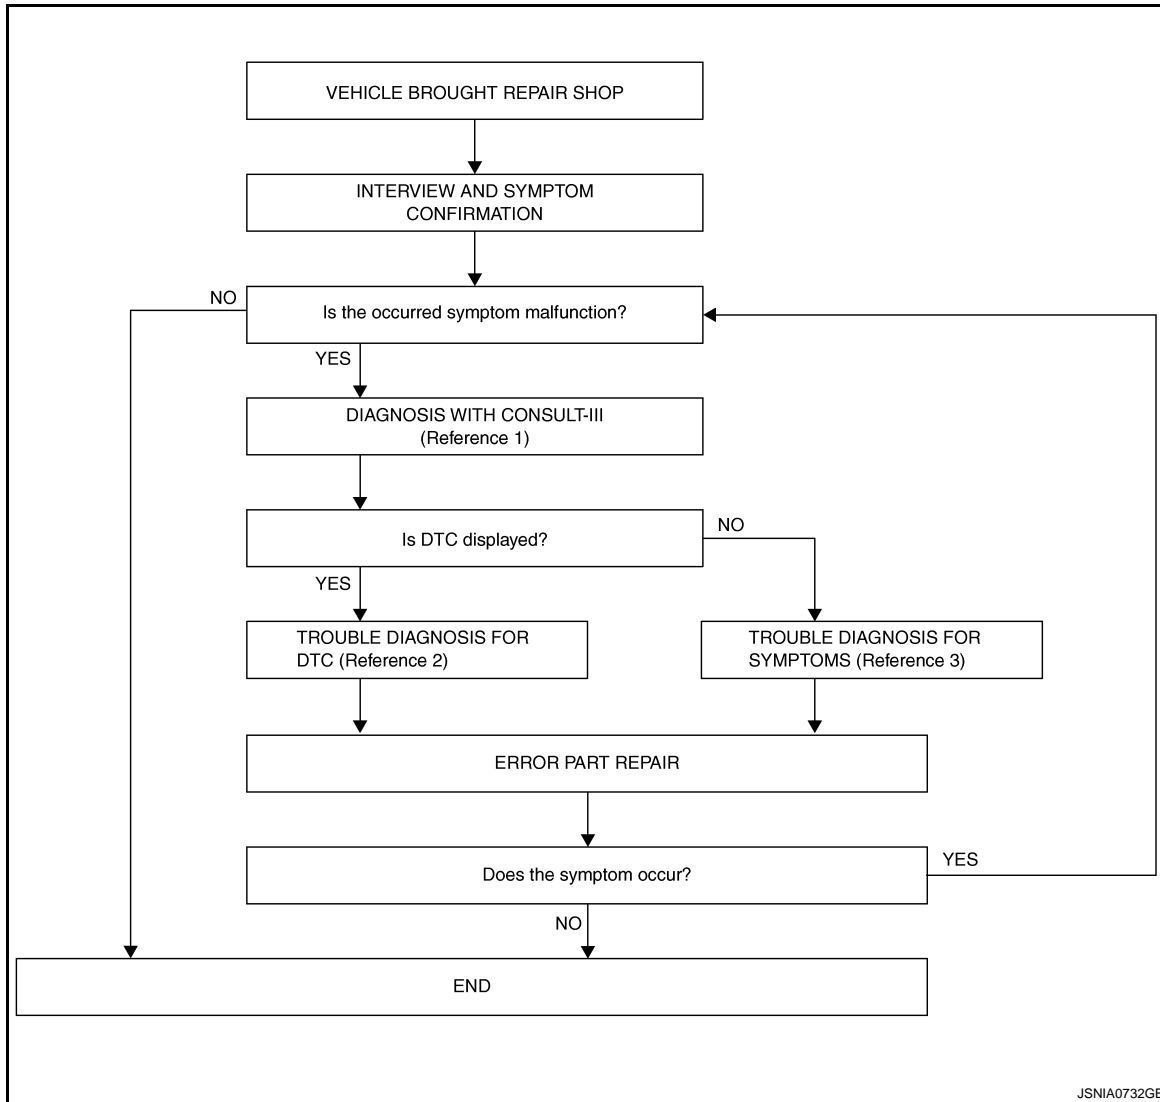 VEHICLE BROUGHT REPAIR SHOP
INTERVIEW AND SYMPTOM
CONFIRMATION
NO
Is the occurred symptom malfunction?
YES
DIAGNOSIS WITH CONSULT-III
(Reference 1)
Is DTC displayed?
NO
YES
TROUBLE DIAGNOSIS FOR
DTC (Reference 2)
TROUBLE DIAGNOSIS FOR
SYMPTOMS (Reference 3)
ERROR PART REPAIR
Does the symptom occur?
YES
NO
END
JSNIA0732GB